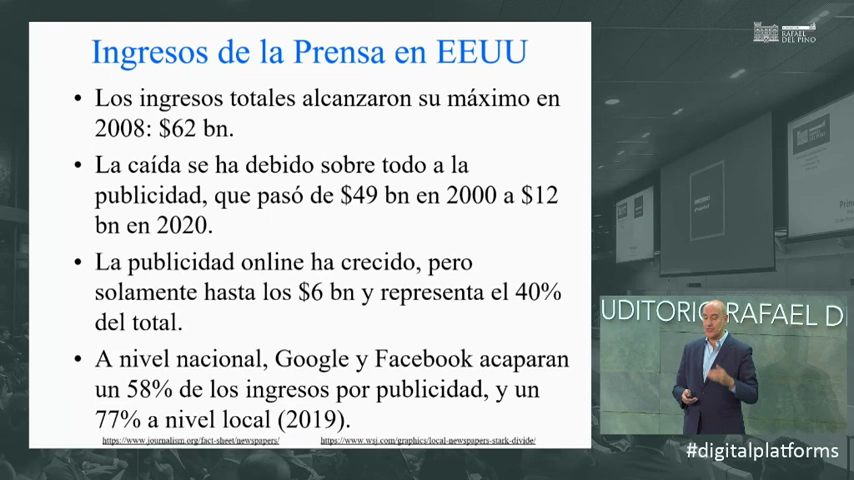 Ingresos de la Prensa en EEUU
• Los ingresos totales alcanzaron su máximo en
2008: $62 bn.
• La caída se ha debido sobre todo a la
publicidad, que pasó de $49 bn en 2000 a $12
bn en 2020.
• La publicidad online ha crecido, pero
solamente hasta los $6 bn y representa el 40%
del total.
• A nivel nacional, Google y Facebook acaparan
un 58% de los ingresos por publicidad, y un
77% a nivel local (2019).
https://www.journalism.org/fact-sheet/newspapers/
https://www.wsj.com/graphics/local-newspapers-stark-divide/
RAFAEL
DEL PINO
UDITORIO RAFAEL D
#digitalplatforms